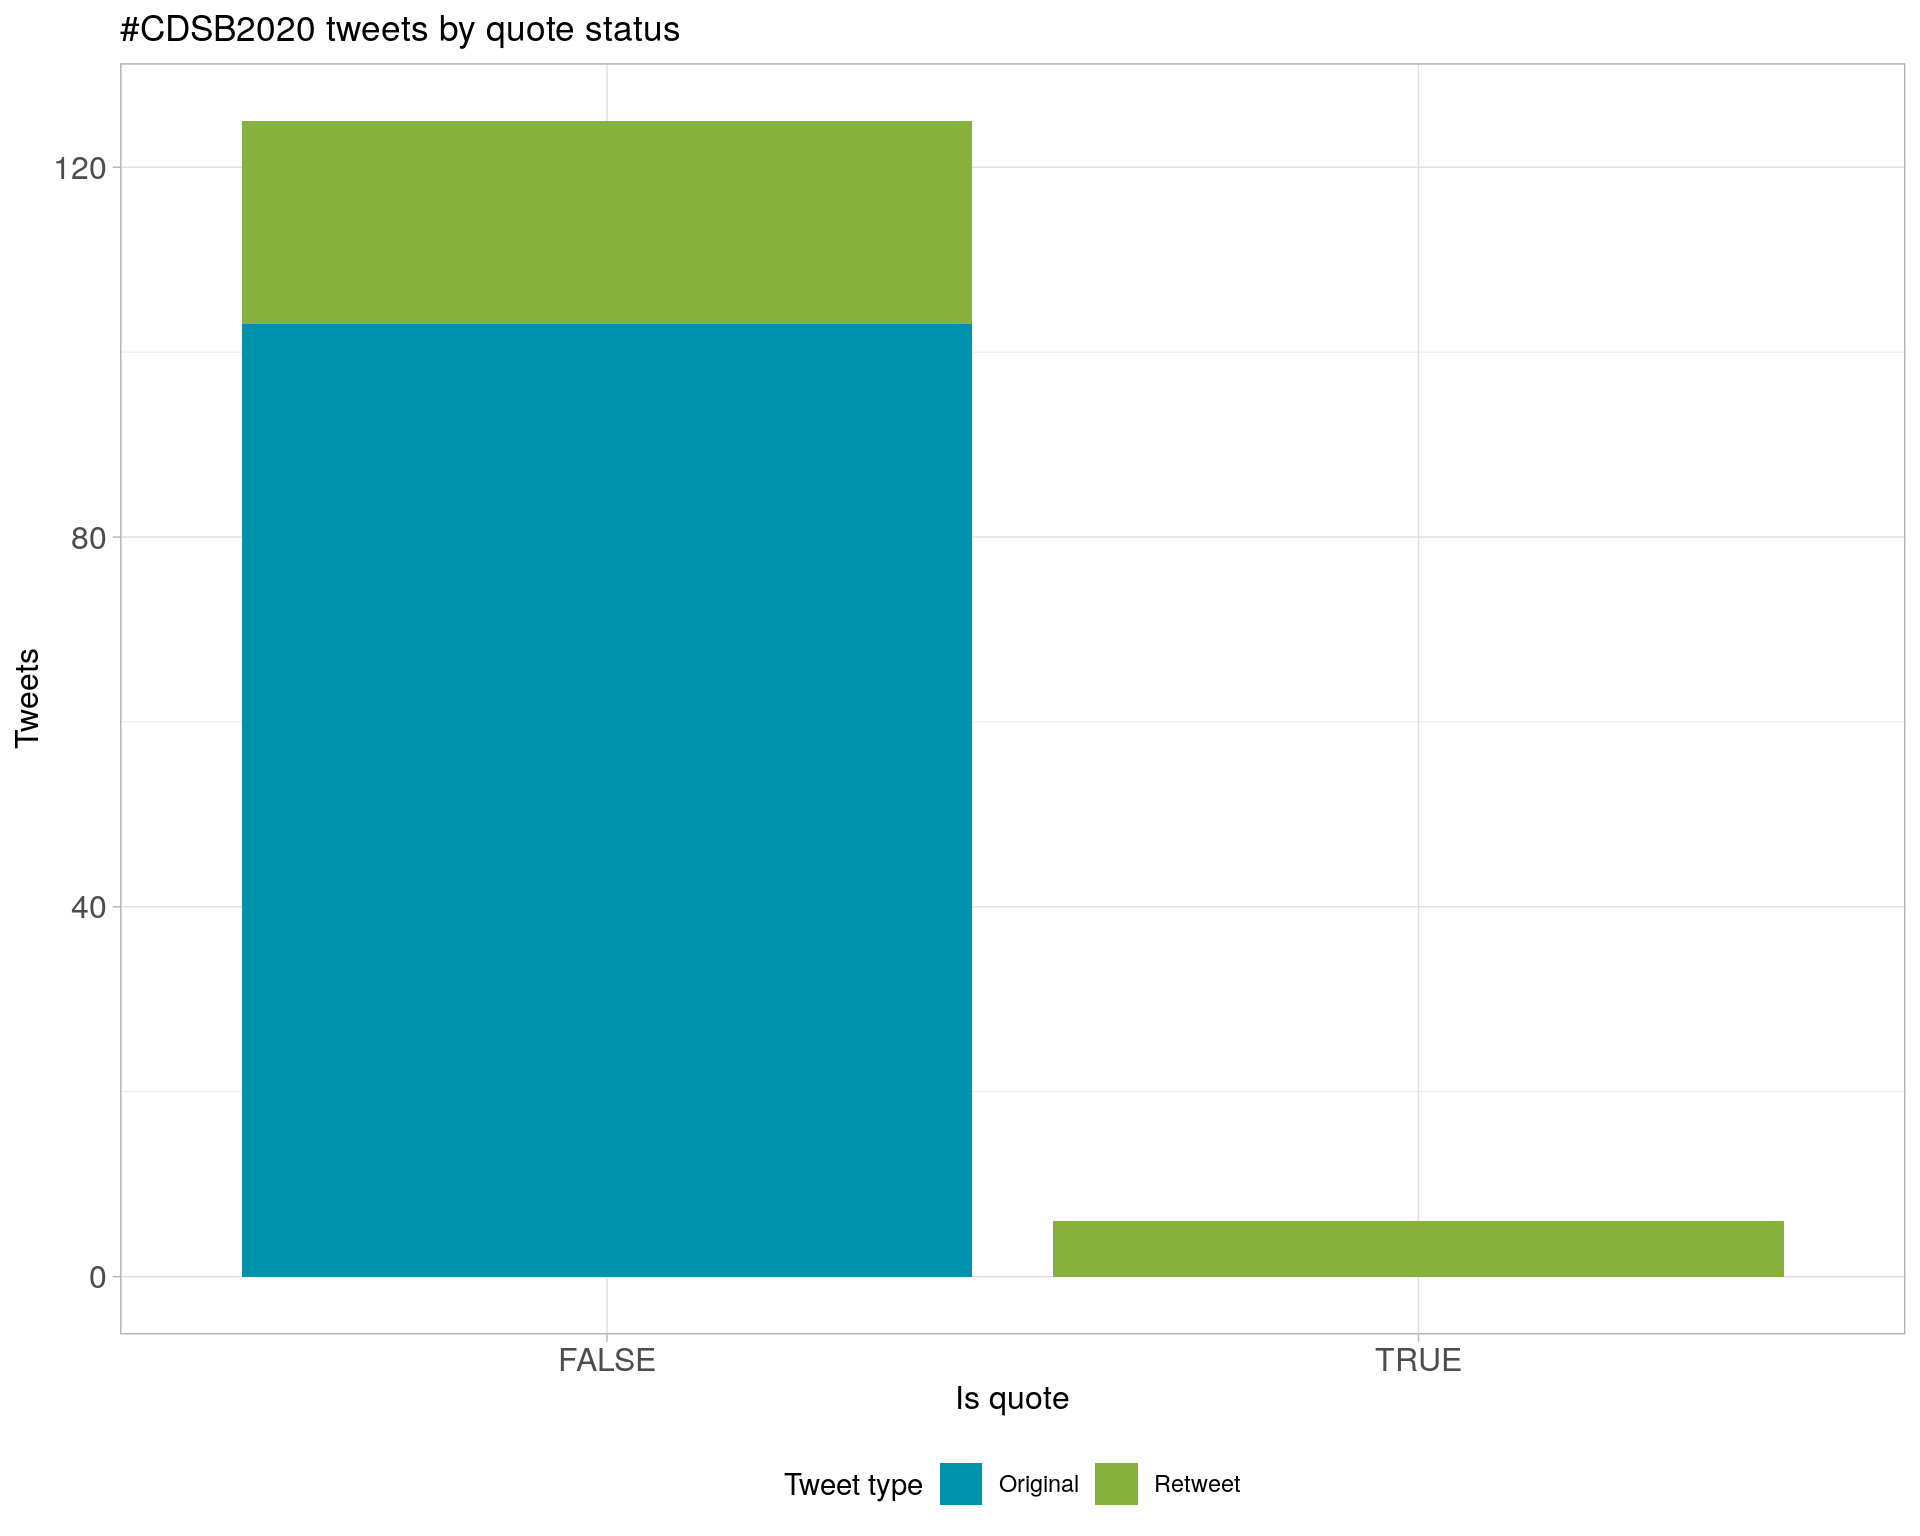 #CDSB2020 tweets by quote status
120
80
40
0
Tweets
FALSE TRUE
Is quote
Tweet type Original Retweet